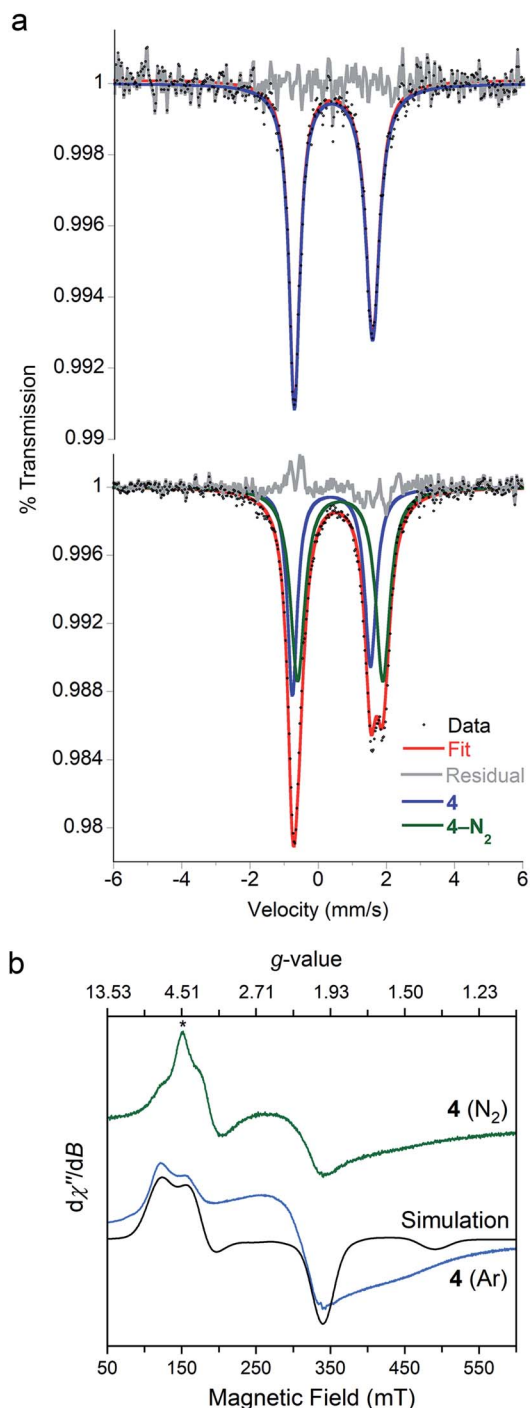 a
1
0.998
0.996
0.994
0.992
0.99
% Transmission
1
0.996
0.992
0.988
0.984
0.98
Data
Fit
Residual
4
4–N₂
-6 -4 -2 0 2 4 6
Velocity (mm/s)
b
g-value
13.53 4.51 2.71 1.93 1.50 1.23
*
4 (N₂)
Simulation
4 (Ar)
dχ''/dB
50 150 250 350 450 550
Magnetic Field (mT)